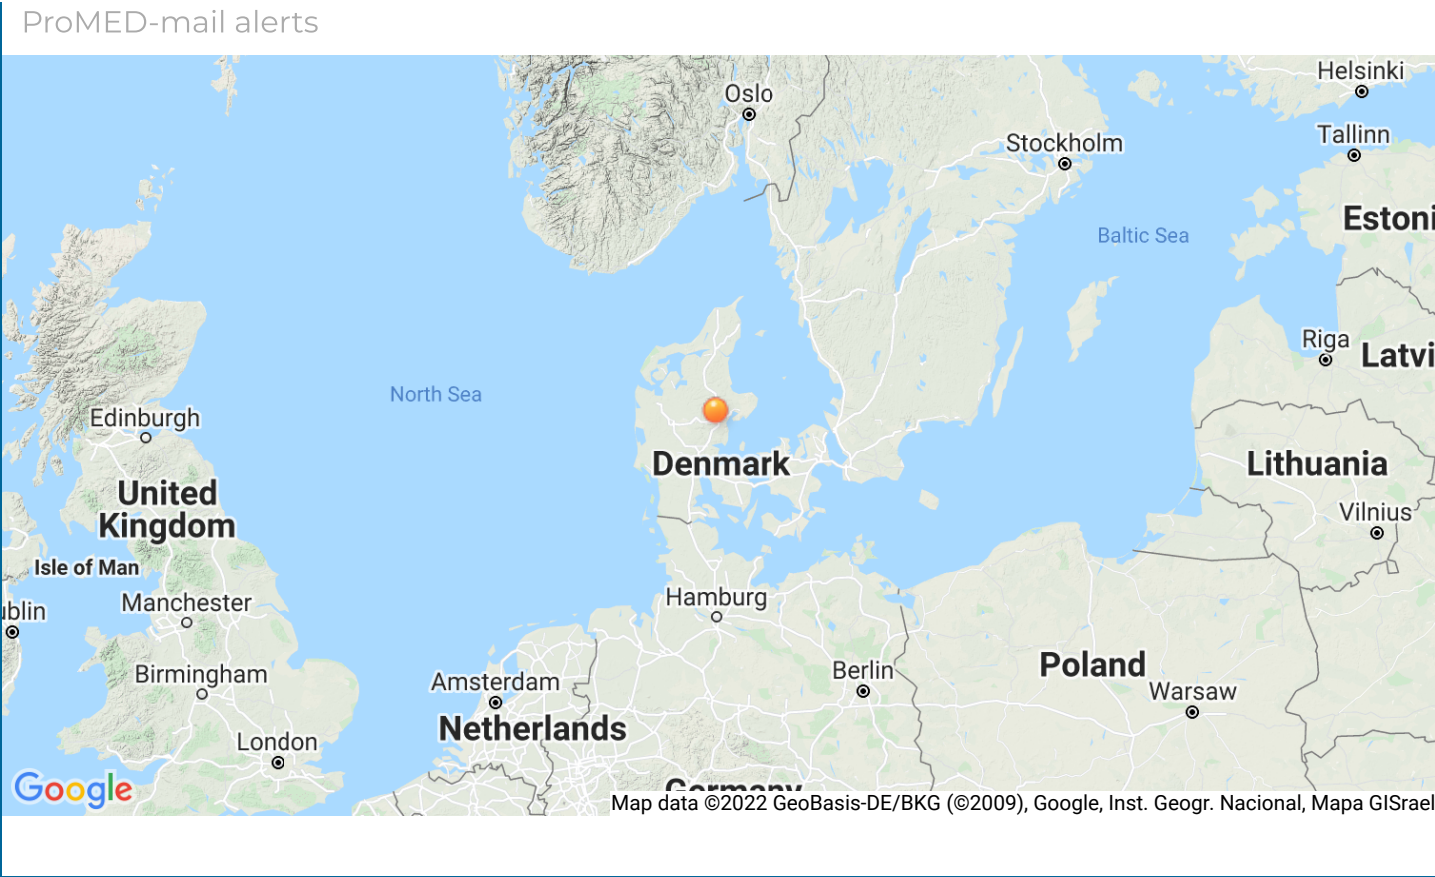 ProMED-mail alerts
Helsinki
Oslo
Tallinn
Stockholm
Estoni
Baltic Sea
Riga
Latvi
North Sea
Edinburgh
Denmark
Lithuania
United
Kingdom
Vilnius
Isle of Man
Hamburg
Manchester
ublin
Poland
Birmingham
Berlin
Amsterdam
Warsaw
Netherlands
London
Google
Germany
Map data ©2022 GeoBasis-DE/BKG (©2009), Google, Inst. Geogr. Nacional, Mapa GISrael